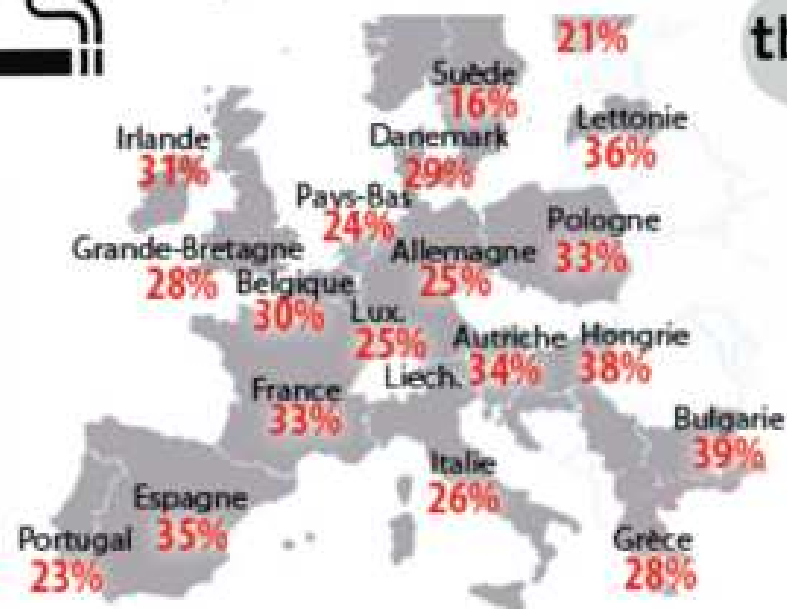 21%
tl
Suède
16%
Lettonie
36%
Irlande
31%
Danemark
29%
Pays-Bas
24%
Pologne
33%
Grande-Bretagne
28%
Allemagne
25%
Belgique
30%
Lux.
25%
Autriche
34%
Hongrie
38%
Liech.
France
33%
Bulgarie
39%
Italie
26%
Espagne
35%
Portugal
23%
Grèce
28%